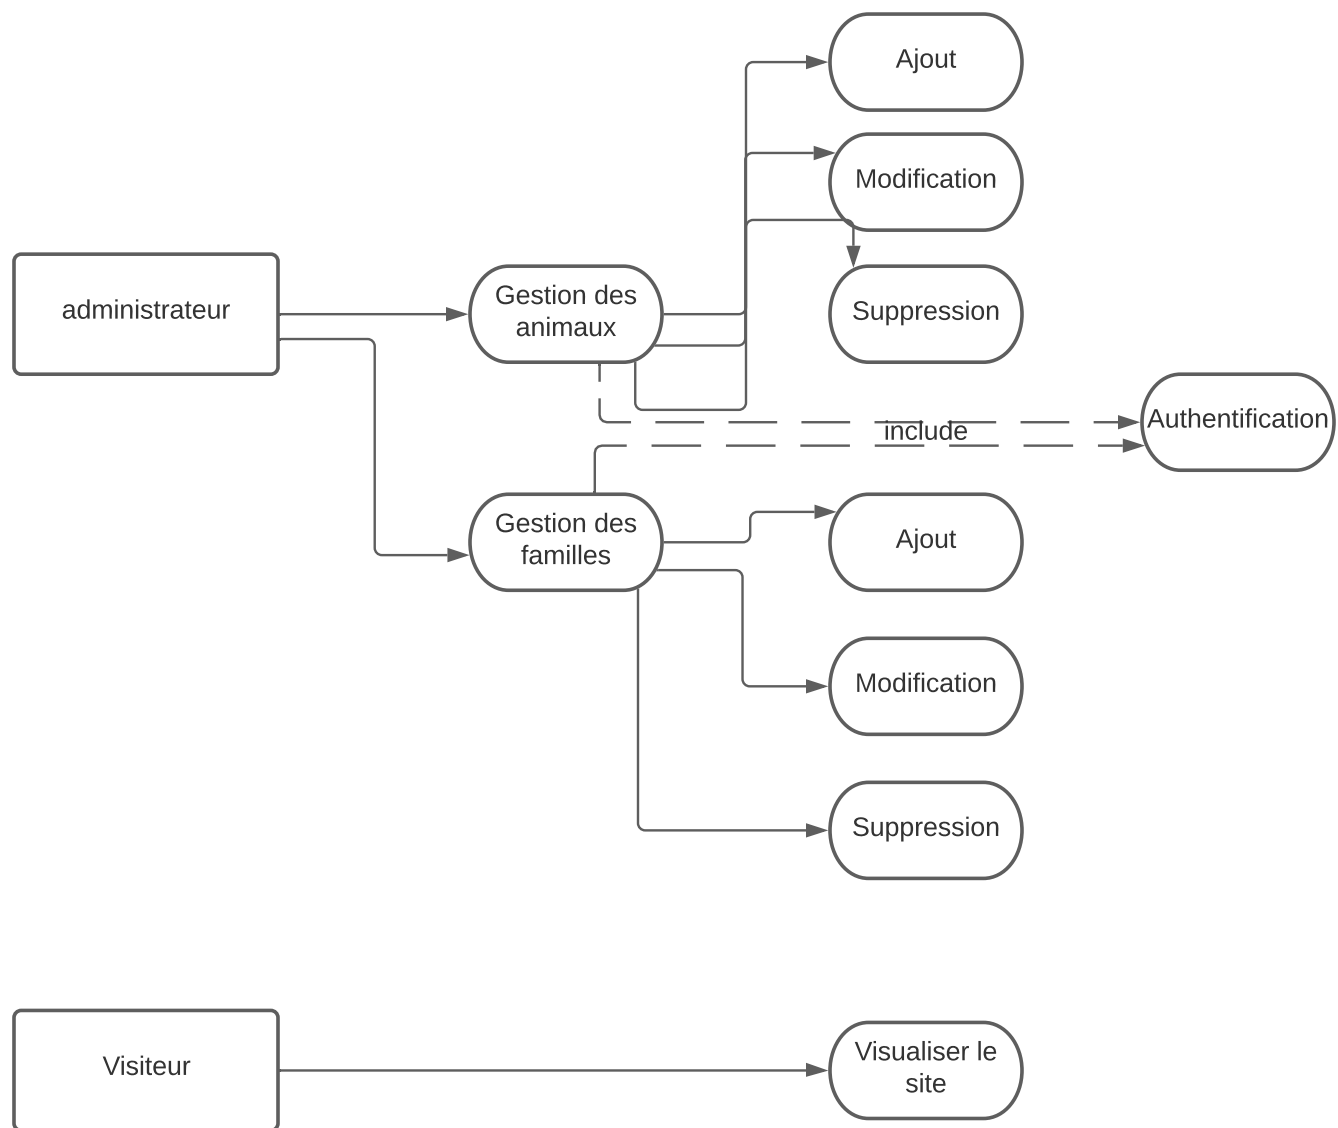 Ajout
Modification
administrateur
Gestion des
animaux
Suppression
Authentification
include
Gestion des
familles
Ajout
Modification
Suppression
Visiteur
Visualiser le
site